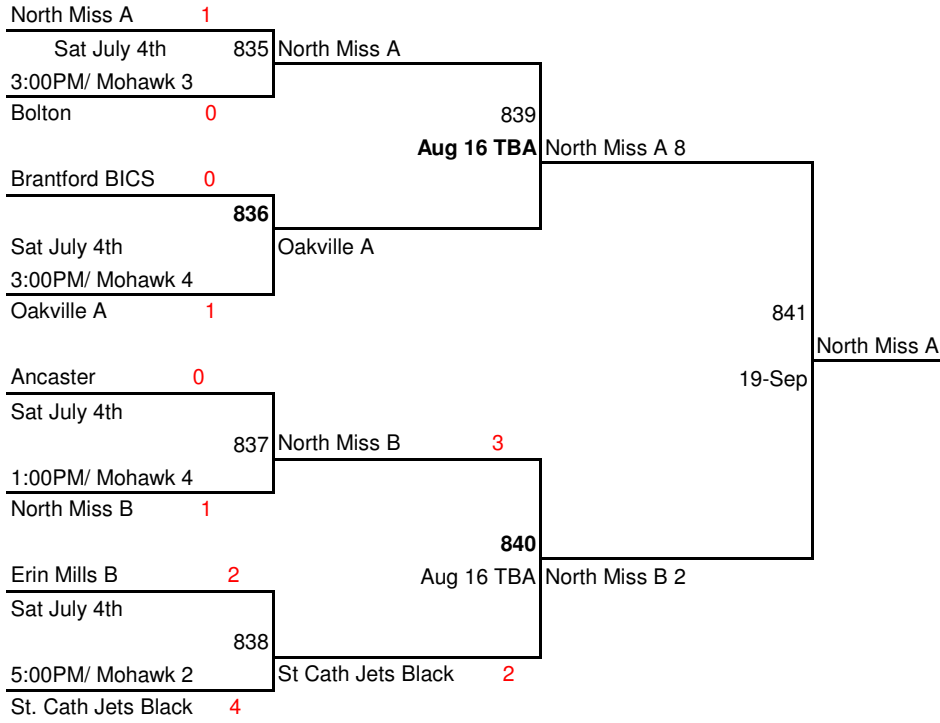 North Miss A 1
Sat July 4th 835 North Miss A
3:00PM/ Mohawk 3
Bolton 0
839
Aug 16 TBA North Miss A 8
Brantford BICS 0
836
Sat July 4th Oakville A
3:00PM/ Mohawk 4
Oakville A 1
841
North Miss A
19-Sep
Ancaster 0
Sat July 4th
837 North Miss B 3
1:00PM/ Mohawk 4
North Miss B 1
840
Aug 16 TBA North Miss B 2
Erin Mills B 2
Sat July 4th
838
5:00PM/ Mohawk 2 St Cath Jets Black 2
St. Cath Jets Black 4